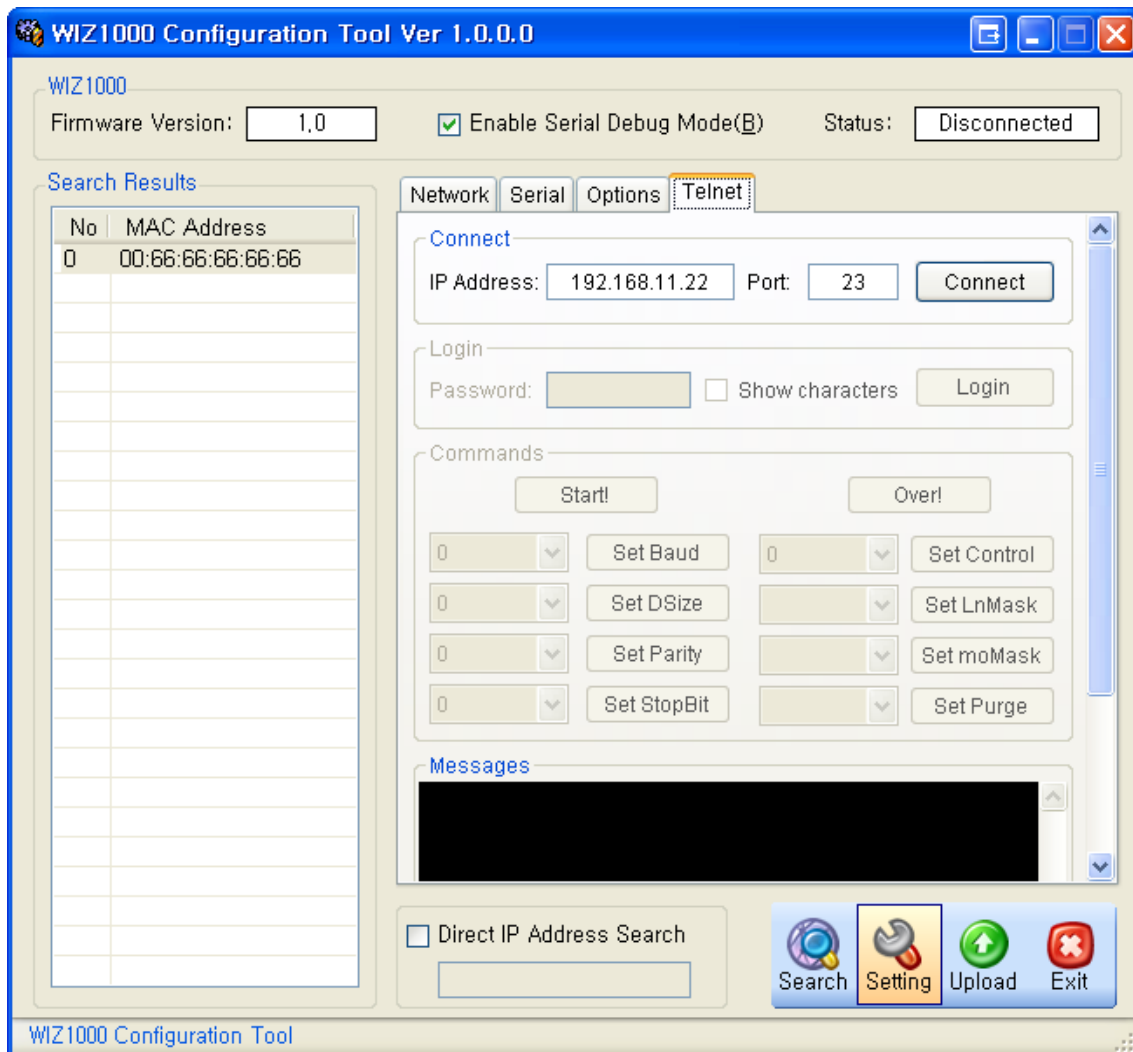 WIZ1000 Configuration Tool Ver 1.0.0.0
WIZ1000
Firmware Version: 1.0 Enable Serial Debug Mode(B) Status: Disconnected
Search Results
No MAC Address
0 00:66:66:66:66:66
Network Serial Options Telnet
Connect
IP Address: 192.168.11.22 Port: 23 Connect
Login
Password: Show characters Login
Commands
Start! Over!
0 Set Baud 0 Set Control
0 Set DSize Set LnMask
0 Set Parity Set moMask
0 Set StopBit Set Purge
Messages
Direct IP Address Search
Search Setting Upload Exit
WIZ1000 Configuration Tool